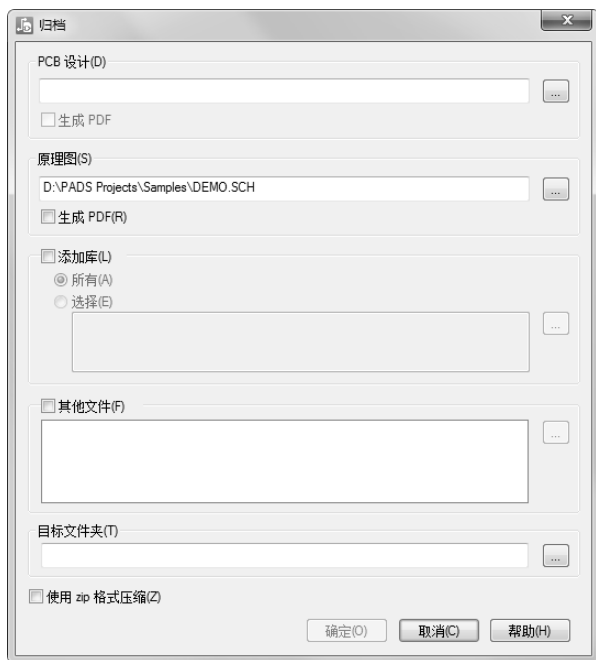 归档
PCB 设计(D)
...
生成 PDF
原理图(S)
D:\PADS Projects\Samples\DEMO.SCH
...
生成 PDF(R)
添加库(L)
所有(A)
选择(E)
...
其他文件(F)
...
目标文件夹(T)
...
使用 zip 格式压缩(Z)
确定(O) 取消(C) 帮助(H)